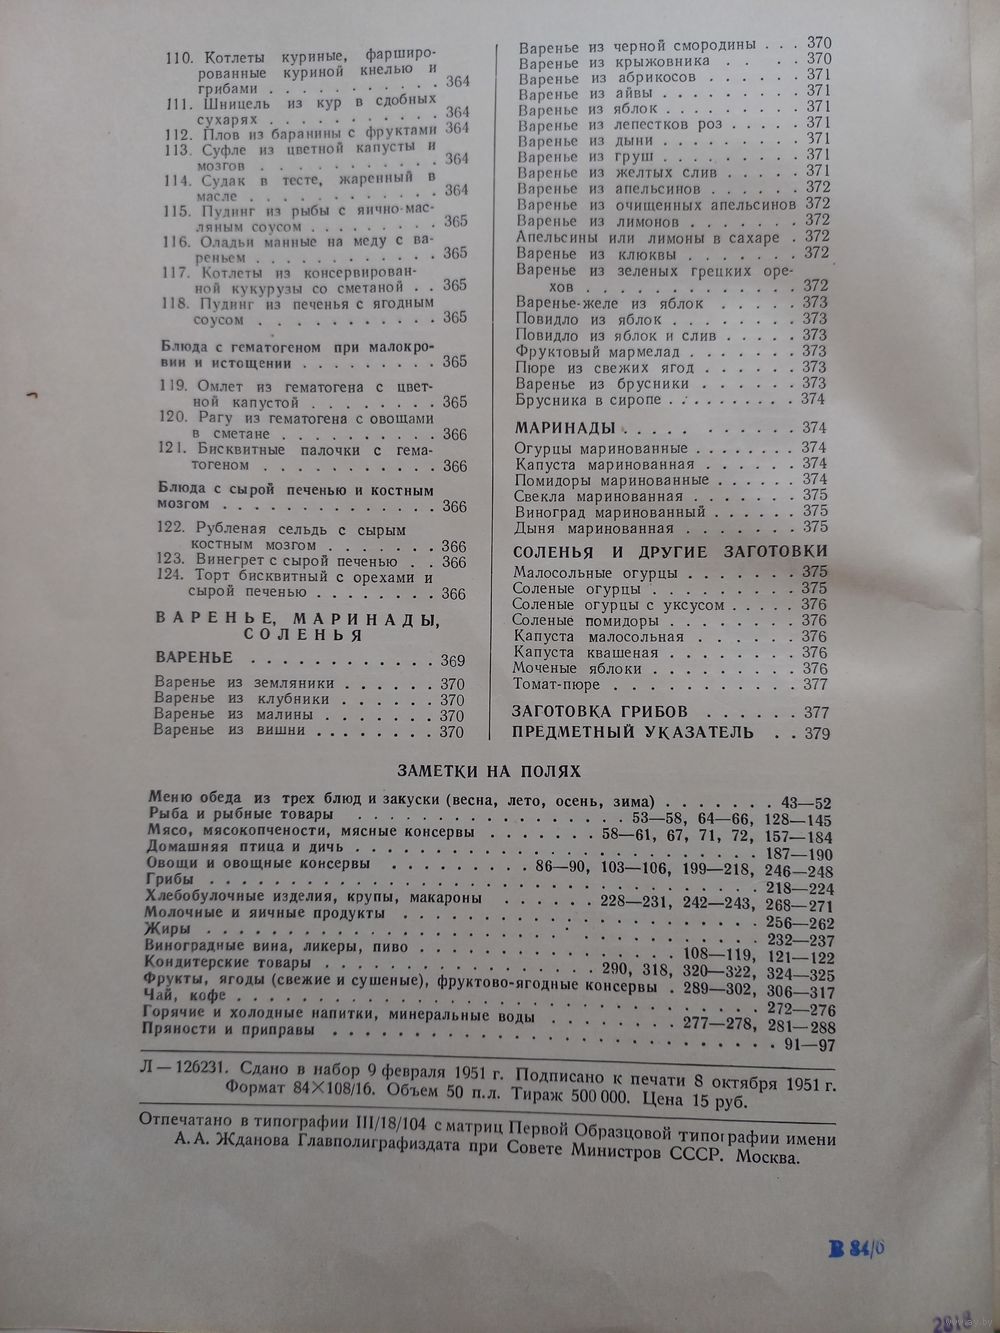 110. Котлеты куриные, фарширо-
рованные куриной кнелью и
грибами . . . . . . . . . . . 364
111. Шницель из кур в сдобных
сухарях . . . . . . . . . . . 364
112. Плов из баранины с фруктами 364
113. Суфле из цветной капусты и
мозгов . . . . . . . . . . . 364
114. Судак в тесте, жаренный в
масле . . . . . . . . . . . 364
115. Пудинг из рыбы с яично-мас-
ляным соусом . . . . . . . . 365
116. Оладьи манные на меду с ва-
реньем . . . . . . . . . . . 365
117. Котлеты из консервирован-
ной кукурузы со сметаной . . 365
118. Пудинг из печенья с ягодным
соусом . . . . . . . . . . . 365
Блюда с гематогеном при малокро-
вии и истощении . . . . . . . . . 365
119. Омлет из гематогена с цвет-
ной капустой . . . . . . . . 365
120. Рагу из гематогена с овощами
в сметане . . . . . . . . . . 366
121. Бисквитные палочки с гема-
тогеном . . . . . . . . . . . 366
Блюда с сырой печенью и костным
мозгом . . . . . . . . . . . . . . 366
122. Рубленая сельдь с сырым
костным мозгом . . . . . . . 366
123. Винегрет с сырой печенью . . 366
124. Торт бисквитный с орехами и
сырой печенью . . . . . . . . 366
ВАРЕНЬЕ, МАРИНАДЫ,
СОЛЕНЬЯ
ВАРЕНЬЕ . . . . . . . . . . . . 369
Варенье из земляники . . . . . . 370
Варенье из клубники . . . . . . 370
Варенье из малины . . . . . . . 370
Варенье из вишни . . . . . . . . 370
Варенье из черной смородины . . . 370
Варенье из крыжовника . . . . 370
Варенье из абрикосов . . . . . . 371
Варенье из айвы . . . . . . . . . 371
Варенье из яблок . . . . . . . . . 371
Варенье из лепестков роз . . . . . 371
Варенье из дыни . . . . . . . . . 371
Варенье из груш . . . . . . . . . 371
Варенье из желтых слив . . . . . 371
Варенье из апельсинов . . . . . . 372
Варенье из очищенных апельсинов 372
Варенье из лимонов . . . . . . . 372
Апельсины или лимоны в сахаре . 372
Варенье из клюквы . . . . . . . 372
Варенье из зеленых грецких оре-
хов . . . . . . . . . . . . . 372
Варенье-желе из яблок . . . . . 373
Повидло из яблок . . . . . . . . 373
Повидло из яблок и слив . . . . . 373
Фруктовый мармелад . . . . . . . 373
Пюре из свежих ягод . . . . . . 373
Варенье из брусники . . . . . . 373
Брусника в сиропе . . . . . . . . . 374
МАРИНАДЫ . . . . . . . . . . . 374
Огурцы маринованные . . . . . . . 374
Капуста маринованная . . . . . . 374
Помидоры маринованные . . . . . . 374
Свекла маринованная . . . . . . . 375
Виноград маринованный . . . . . . 375
Дыня маринованная . . . . . . . 375
СОЛЕНЬЯ И ДРУГИЕ ЗАГОТОВКИ
Малосольные огурцы . . . . . . . 375
Соленые огурцы . . . . . . . . . 375
Соленые огурцы с уксусом . . . . . 376
Соленые помидоры . . . . . . . . 376
Капуста малосольная . . . . . . 376
Капуста квашеная . . . . . . . . 376
Моченые яблоки . . . . . . . . . 376
Томат-пюре . . . . . . . . . . . 377
ЗАГОТОВКА ГРИБОВ . . . . . . 377
ПРЕДМЕТНЫЙ УКАЗАТЕЛЬ . . 379
ЗАМЕТКИ НА ПОЛЯХ
Меню обеда из трех блюд и закуски (весна, лето, осень, зима) . . . . . . . 43—52
Рыба и рыбные товары . . . . . . . . . . . . . . . . 53—58, 64—66, 128—145
Мясо, мясокопчености, мясные консервы . . . . . . . 58—61, 67, 71, 72, 157—184
Домашняя птица и дичь . . . . . . . . . . . . . . . . . . . . . . . . . . 187—190
Овощи и овощные консервы . . . . . . . . . 86—90, 103—106, 199—218, 246—248
Грибы . . . . . . . . . . . . . . . . . . . . . . . . . . . . . . . . . . 218—224
Хлебобулочные изделия, крупы, макароны . . . . . . 228—231, 242—243, 268—271
Молочные и яичные продукты . . . . . . . . . . . . . . . . . . . . . . . 256—262
Жиры . . . . . . . . . . . . . . . . . . . . . . . . . . . . . . . . . . 232—237
Виноградные вина, ликеры, пиво . . . . . . . . . . . . . . . . 108—119, 121—122
Кондитерские товары . . . . . . . . . . . . . . . . . 290, 318, 320—322, 324—325
Фрукты, ягоды (свежие и сушеные), фруктово-ягодные консервы . 289—302, 306—317
Чай, кофе . . . . . . . . . . . . . . . . . . . . . . . . . . . . . . . . 272—276
Горячие и холодные напитки, минеральные воды . . . . . . . . 277—278, 281—288
Пряности и приправы . . . . . . . . . . . . . . . . . . . . . . . . . . . 91—97
Л — 126231. Сдано в набор 9 февраля 1951 г. Подписано к печати 8 октября 1951 г.
Формат 84×108/16. Объем 50 п.л. Тираж 500 000. Цена 15 руб.
Отпечатано в типографии III/18/104 с матриц Первой Образцовой типографии имени
А. А. Жданова Главполиграфиздата при Совете Министров СССР. Москва.
В 84/6
2818
www.ay.by